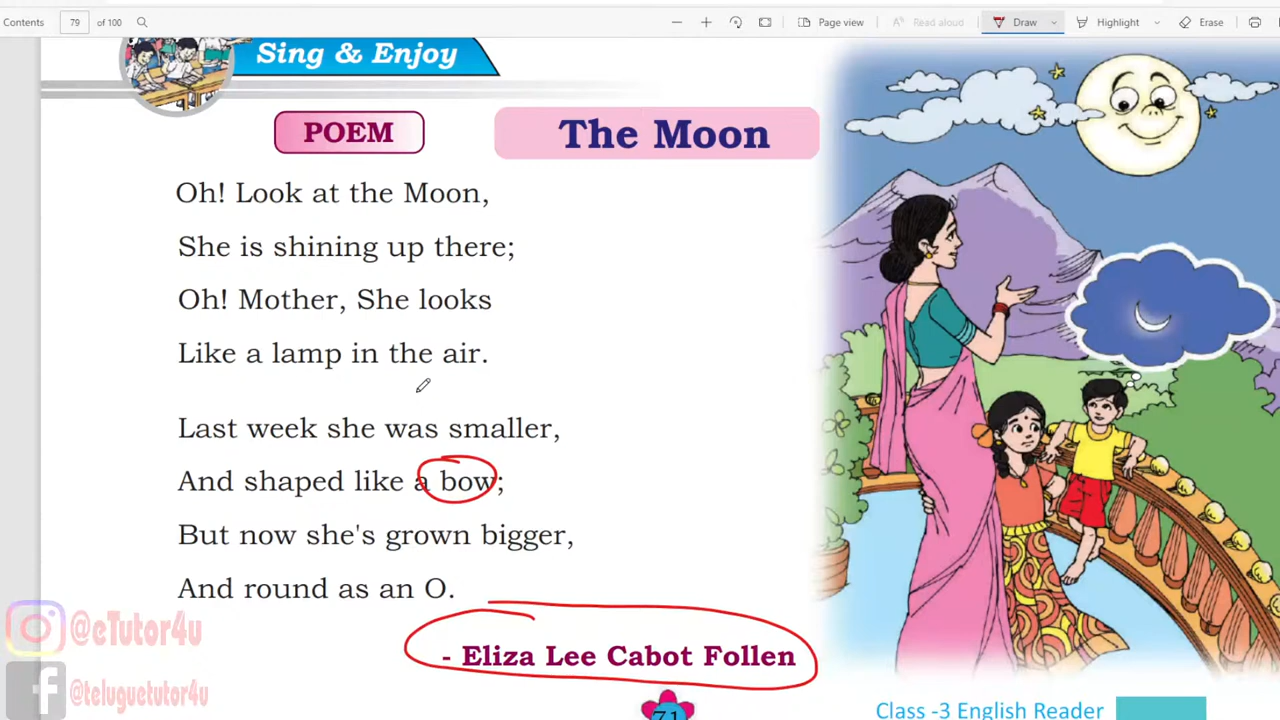 Contents 79 of 100 Page view Read aloud Draw Highlight Erase
Sing & Enjoy
POEM The Moon
Oh! Look at the Moon,
She is shining up there;
Oh! Mother, She looks
Like a lamp in the air.
Last week she was smaller,
And shaped like a bow;
But now she's grown bigger,
And round as an O.
- Eliza Lee Cabot Follen
@eTutor4u
@telugututor4u
71
Class -3 English Reader